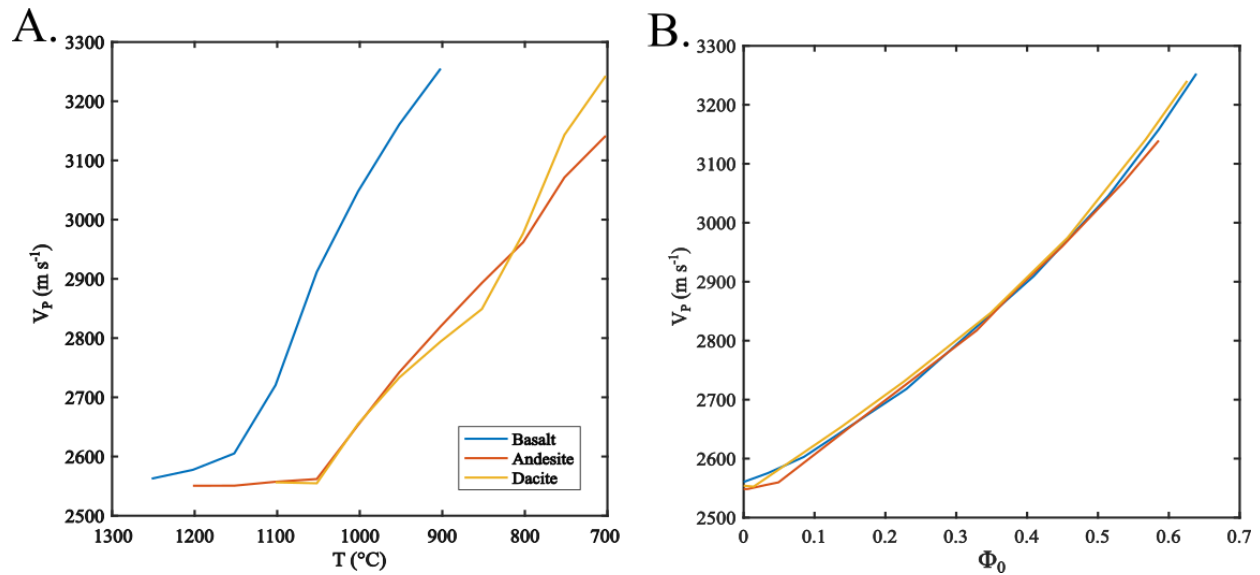 A.
3300
3200
3100
3000
2900
2800
2700
2600
2500
V_P (m s⁻¹)
1300 1200 1100 1000 900 800 700
T (°C)
Basalt
Andesite
Dacite
B.
3300
3200
3100
3000
2900
2800
2700
2600
2500
V_P (m s⁻¹)
0 0.1 0.2 0.3 0.4 0.5 0.6 0.7
Φ₀